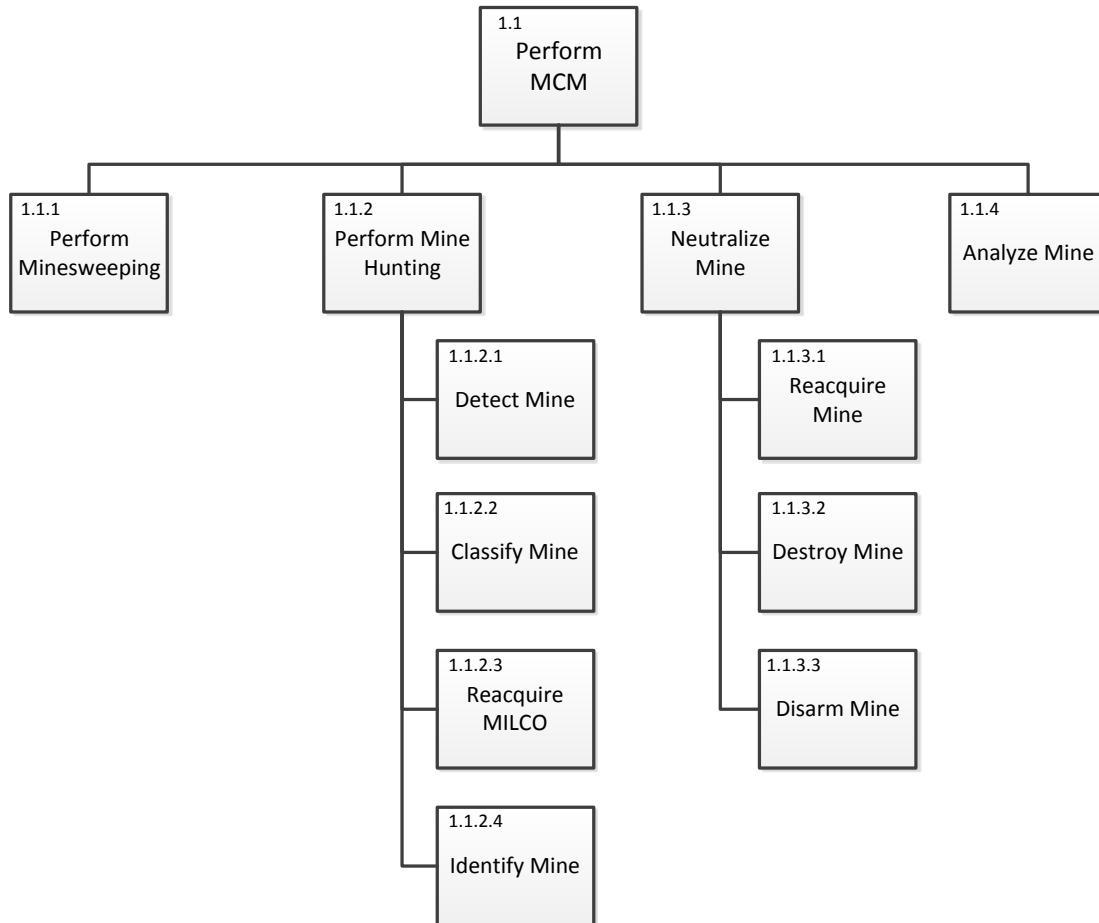 1.1
Perform
MCM
1.1.1
Perform
Minesweeping
1.1.2
Perform Mine
Hunting
1.1.3
Neutralize
Mine
1.1.4
Analyze Mine
1.1.2.1
Detect Mine
1.1.2.2
Classify Mine
1.1.2.3
Reacquire
MILCO
1.1.2.4
Identify Mine
1.1.3.1
Reacquire
Mine
1.1.3.2
Destroy Mine
1.1.3.3
Disarm Mine